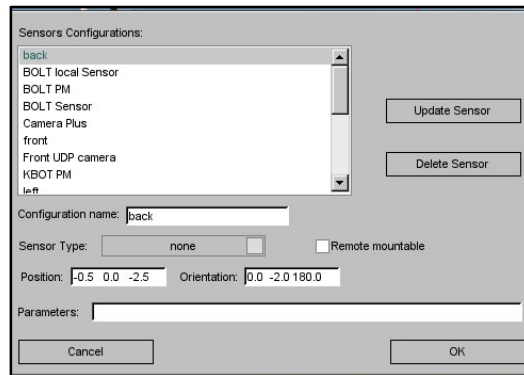 Sensors Configurations:
back
BOLT local Sensor
BOLT PM
BOLT Sensor
Camera Plus
front
Front UDP camera
KBOT PM
left
Update Sensor
Delete Sensor
Configuration name: back
Sensor Type: none Remote mountable
Position: -0.5 0.0 -2.5 Orientation: 0.0 -2.0 180.0
Parameters:
Cancel OK